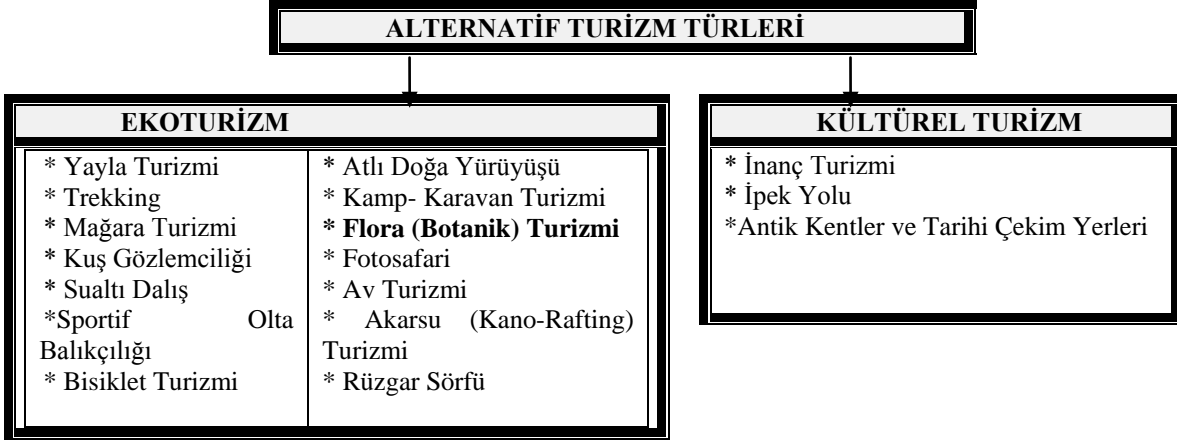 ALTERNATİF TURİZM TÜRLERİ
EKOTURİZM
* Yayla Turizmi
* Trekking
* Mağara Turizmi
* Kuş Gözlemciliği
* Sualtı Dalış
*Sportif Olta
Balıkçılığı
* Bisiklet Turizmi
* Atlı Doğa Yürüyüşü
* Kamp- Karavan Turizmi
* Flora (Botanik) Turizmi
* Fotosafari
* Av Turizmi
* Akarsu (Kano-Rafting)
Turizmi
* Rüzgar Sörfü
KÜLTÜREL TURİZM
* İnanç Turizmi
* İpek Yolu
*Antik Kentler ve Tarihi Çekim Yerleri